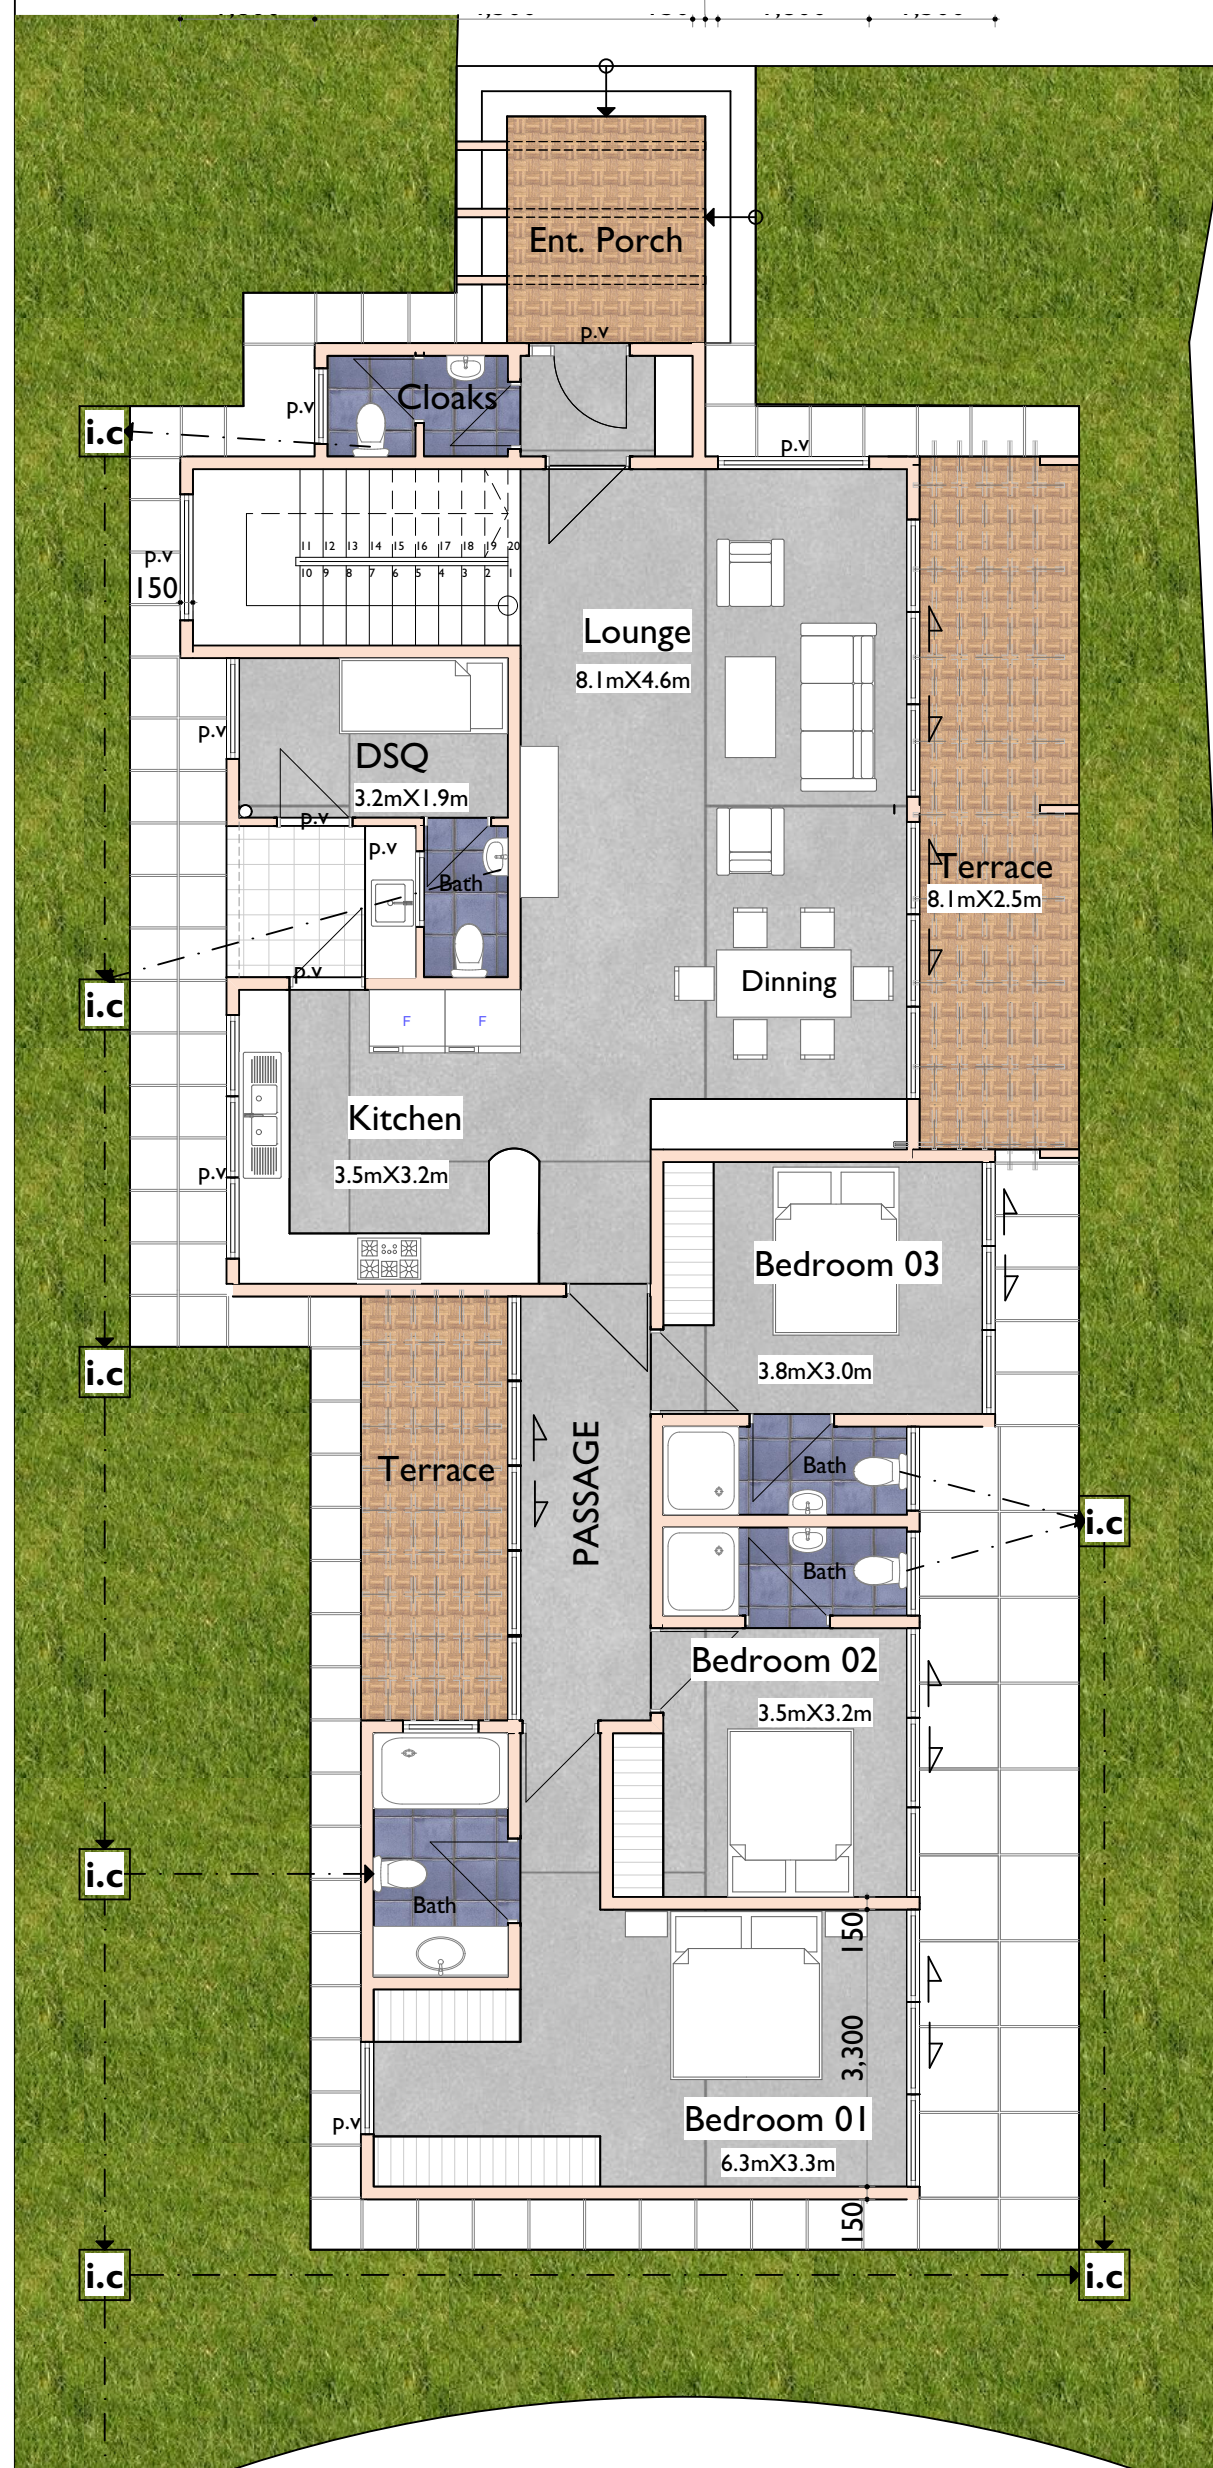 Ent. Porch
p.v
Cloaks
p.v
i.c
p.v
11 12 13 14 15 16 17 18 19 20
10 9 8 7 6 5 4 3 2 1
p.v
150
Lounge
8.1mX4.6m
p.v
DSQ
3.2mX1.9m
p.v
p.v
Bath
Terrace
8.1mX2.5m
p.v
Dinning
i.c
F
F
Kitchen
3.5mX3.2m
p.v
Bedroom 03
3.8mX3.0m
i.c
Terrace
PASSAGE
Bath
i.c
Bath
Bedroom 02
3.5mX3.2m
i.c
Bath
150
3,300
Bedroom 01
p.v
6.3mX3.3m
150
i.c
i.c